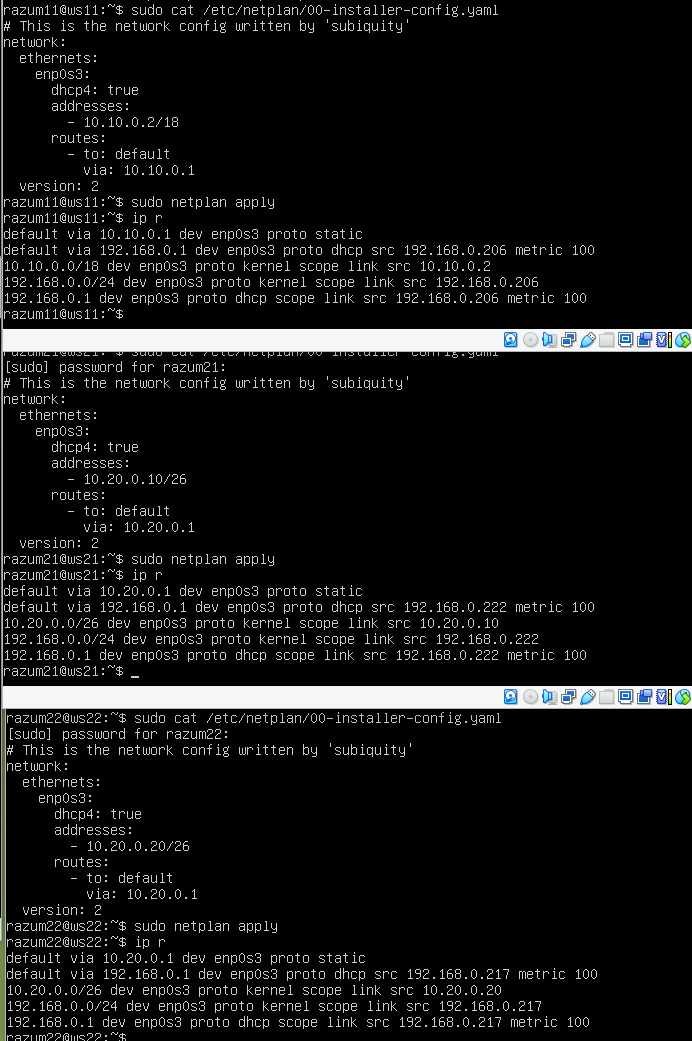 razum11@ws11:~$ sudo cat /etc/netplan/00-installer-config.yaml
# This is the network config written by 'subiquity'
network:
  ethernets:
    enp0s3:
      dhcp4: true
      addresses:
        - 10.10.0.2/18
      routes:
        - to: default
          via: 10.10.0.1
  version: 2
razum11@ws11:~$ sudo netplan apply
razum11@ws11:~$ ip r
default via 10.10.0.1 dev enp0s3 proto static
default via 192.168.0.1 dev enp0s3 proto dhcp src 192.168.0.206 metric 100
10.10.0.0/18 dev enp0s3 proto kernel scope link src 10.10.0.2
192.168.0.0/24 dev enp0s3 proto kernel scope link src 192.168.0.206
192.168.0.1 dev enp0s3 proto dhcp scope link src 192.168.0.206 metric 100
razum11@ws11:~$
razum21@ws21:~$ sudo cat /etc/netplan/00-installer-config.yaml
[sudo] password for razum21:
# This is the network config written by 'subiquity'
network:
  ethernets:
    enp0s3:
      dhcp4: true
      addresses:
        - 10.20.0.10/26
      routes:
        - to: default
          via: 10.20.0.1
  version: 2
razum21@ws21:~$ sudo netplan apply
razum21@ws21:~$ ip r
default via 10.20.0.1 dev enp0s3 proto static
default via 192.168.0.1 dev enp0s3 proto dhcp src 192.168.0.222 metric 100
10.20.0.0/26 dev enp0s3 proto kernel scope link src 10.20.0.10
192.168.0.0/24 dev enp0s3 proto kernel scope link src 192.168.0.222
192.168.0.1 dev enp0s3 proto dhcp scope link src 192.168.0.222 metric 100
razum21@ws21:~$ _
razum22@ws22:~$ sudo cat /etc/netplan/00-installer-config.yaml
[sudo] password for razum22:
# This is the network config written by 'subiquity'
network:
  ethernets:
    enp0s3:
      dhcp4: true
      addresses:
        - 10.20.0.20/26
      routes:
        - to: default
          via: 10.20.0.1
  version: 2
razum22@ws22:~$ sudo netplan apply
razum22@ws22:~$ ip r
default via 10.20.0.1 dev enp0s3 proto static
default via 192.168.0.1 dev enp0s3 proto dhcp src 192.168.0.217 metric 100
10.20.0.0/26 dev enp0s3 proto kernel scope link src 10.20.0.20
192.168.0.0/24 dev enp0s3 proto kernel scope link src 192.168.0.217
192.168.0.1 dev enp0s3 proto dhcp scope link src 192.168.0.217 metric 100
razum22@ws22:~$